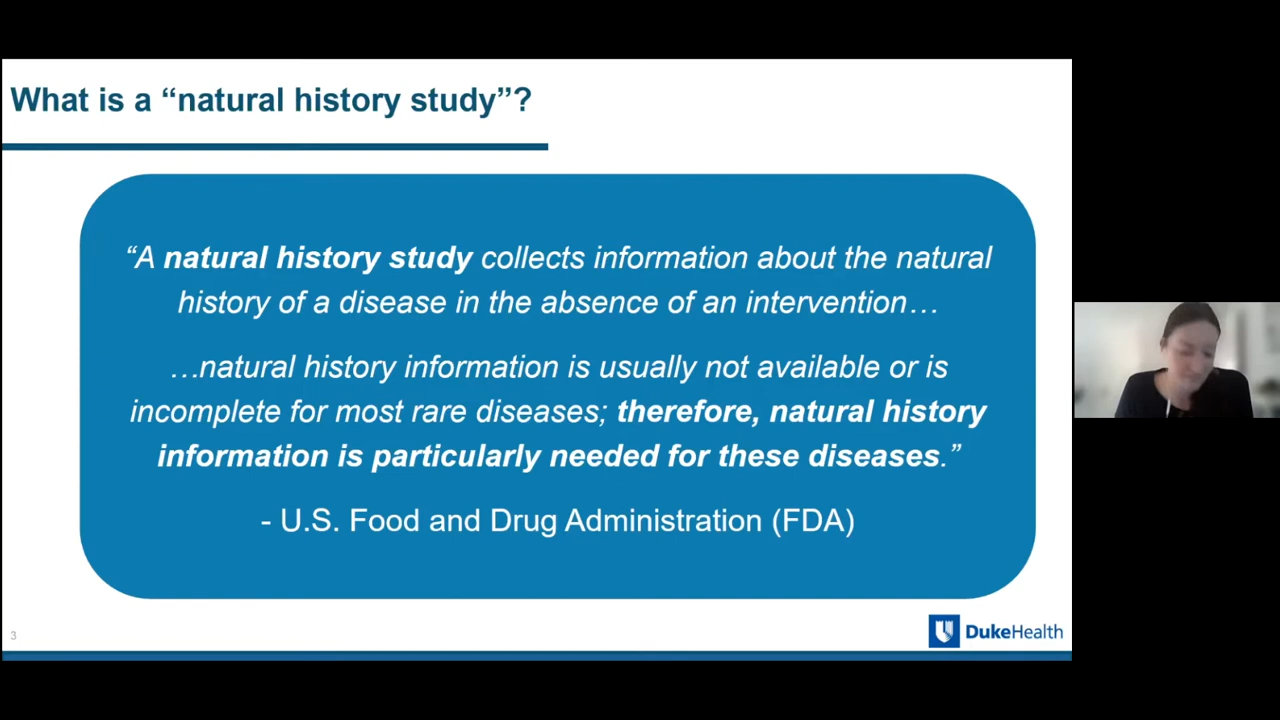 What is a “natural history study”?
“A natural history study collects information about the natural
history of a disease in the absence of an intervention…
…natural history information is usually not available or is
incomplete for most rare diseases; therefore, natural history
information is particularly needed for these diseases.”
- U.S. Food and Drug Administration (FDA)
3
DukeHealth